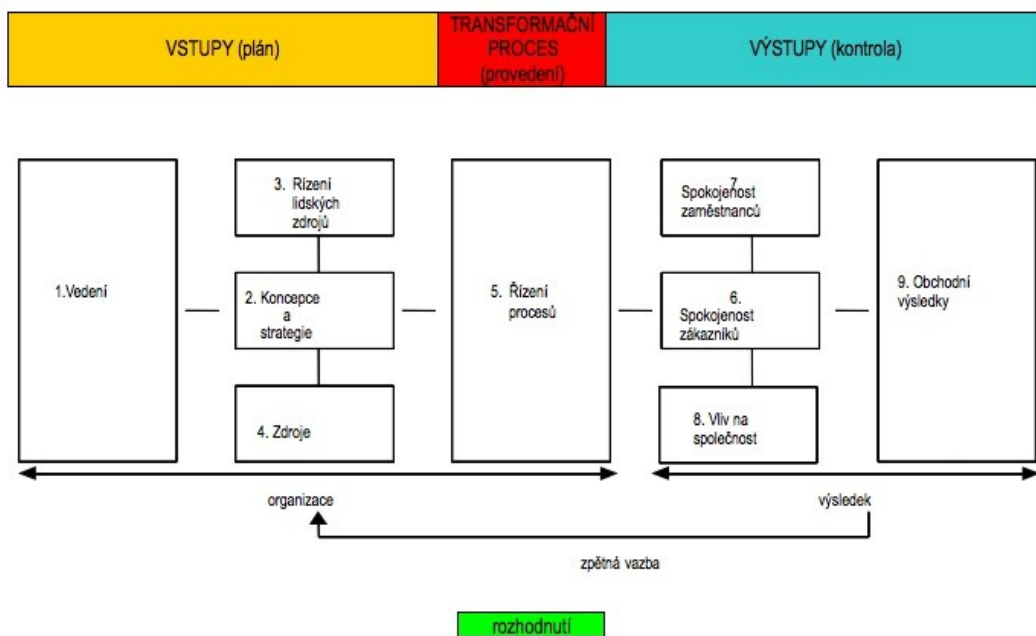 VSTUPY (plán)
TRANSFORMAČNÍ
PROCES
(provedení)
VÝSTUPY (kontrola)
1.Vedení
3. Řízení
lidských
zdrojů
2. Koncepce
a
strategie
4. Zdroje
5. Řízení
procesů
7
Spokojenost
zaměstnanců
6.
Spokojenost
zákazníků
8. Vliv na
společnost
9. Obchodní
výsledky
organizace
výsledek
zpětná vazba
rozhodnutí